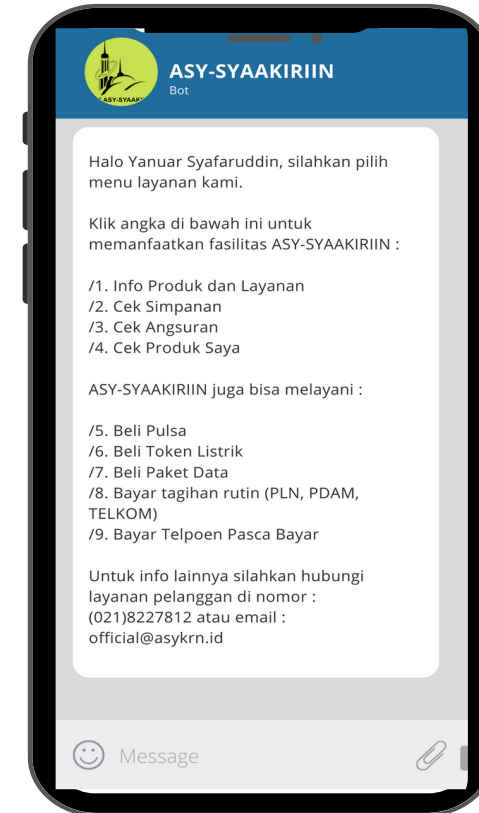 ASY-SYAAKIRIIN
Bot
Halo Yanuar Syafaruddin, silahkan pilih
menu layanan kami.
Klik angka di bawah ini untuk
memanfaatkan fasilitas ASY-SYAAKIRIIN :
/1. Info Produk dan Layanan
/2. Cek Simpanan
/3. Cek Angsuran
/4. Cek Produk Saya
ASY-SYAAKIRIIN juga bisa melayani :
/5. Beli Pulsa
/6. Beli Token Listrik
/7. Beli Paket Data
/8. Bayar tagihan rutin (PLN, PDAM,
TELKOM)
/9. Bayar Telpoen Pasca Bayar
Untuk info lainnya silahkan hubungi
layanan pelanggan di nomor :
(021)8227812 atau email :
official@asykrn.id
Message